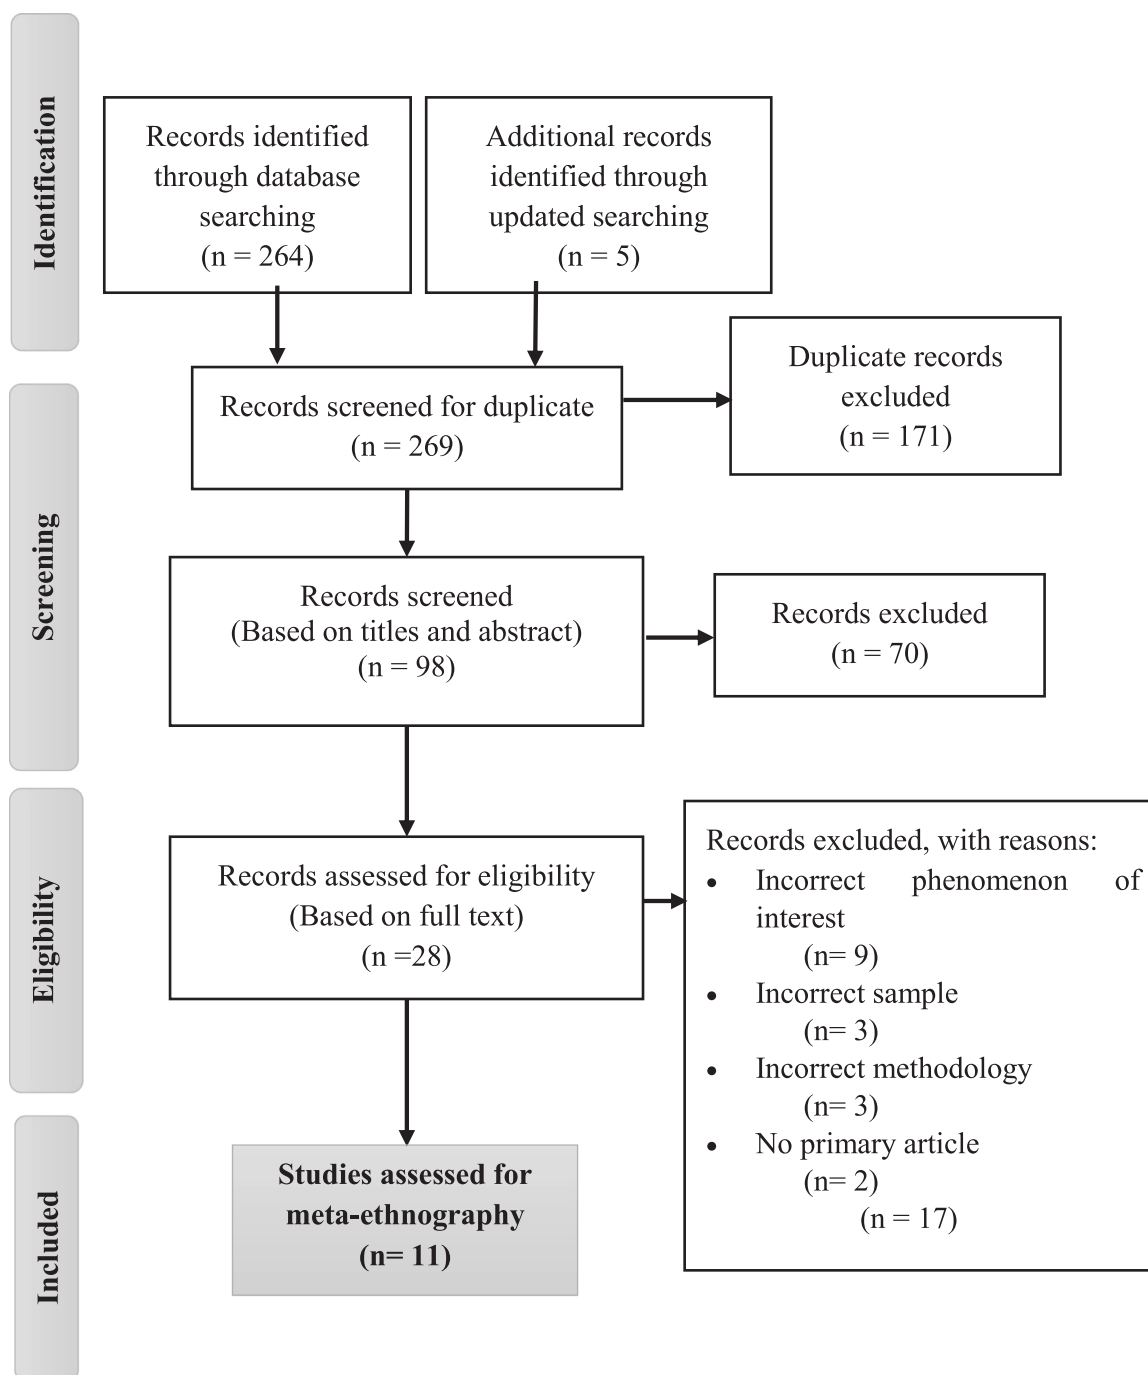 Identification
Records identified
through database
searching
(n = 264)
Additional records
identified through
updated searching
(n = 5)
Duplicate records
excluded
(n = 171)
Records screened for duplicate
(n = 269)
Screening
Records screened
(Based on titles and abstract)
(n = 98)
Records excluded
(n = 70)
Eligibility
Records assessed for eligibility
(Based on full text)
(n =28)
Records excluded, with reasons:
• Incorrect phenomenon of
interest
(n= 9)
• Incorrect sample
(n= 3)
• Incorrect methodology
(n= 3)
• No primary article
(n= 2)
(n = 17)
Included
Studies assessed for
meta-ethnography
(n= 11)